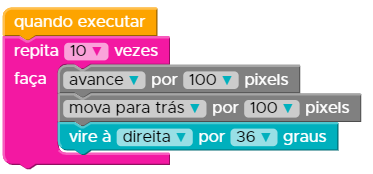 quando executar
repita 10 ▼ vezes
faça avance ▼ por 100 ▼ pixels
mova para trás ▼ por 100 ▼ pixels
vire à direita ▼ por 36 ▼ graus